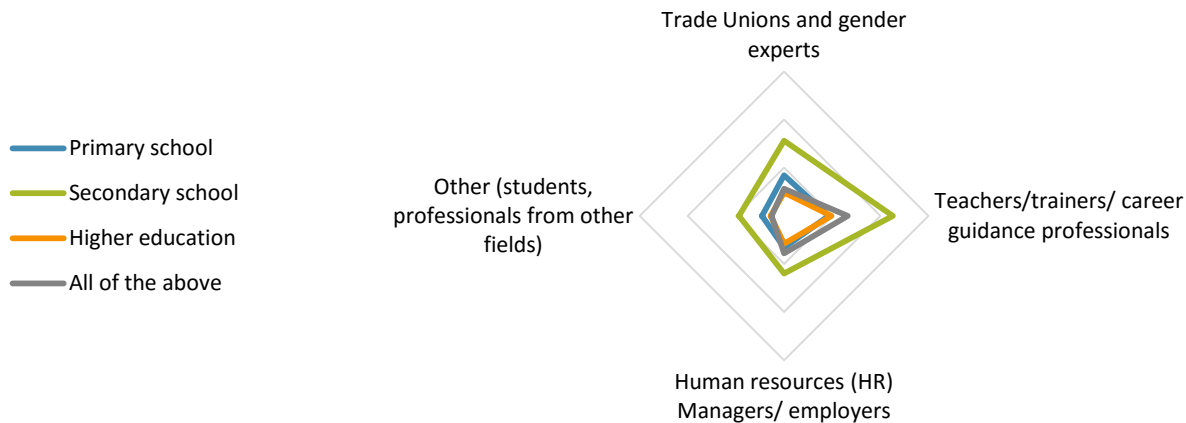 Trade Unions and gender
experts
Primary school
Secondary school
Higher education
All of the above
Other (students,
professionals from other
fields)
Teachers/trainers/ career
guidance professionals
Human resources (HR)
Managers/ employers